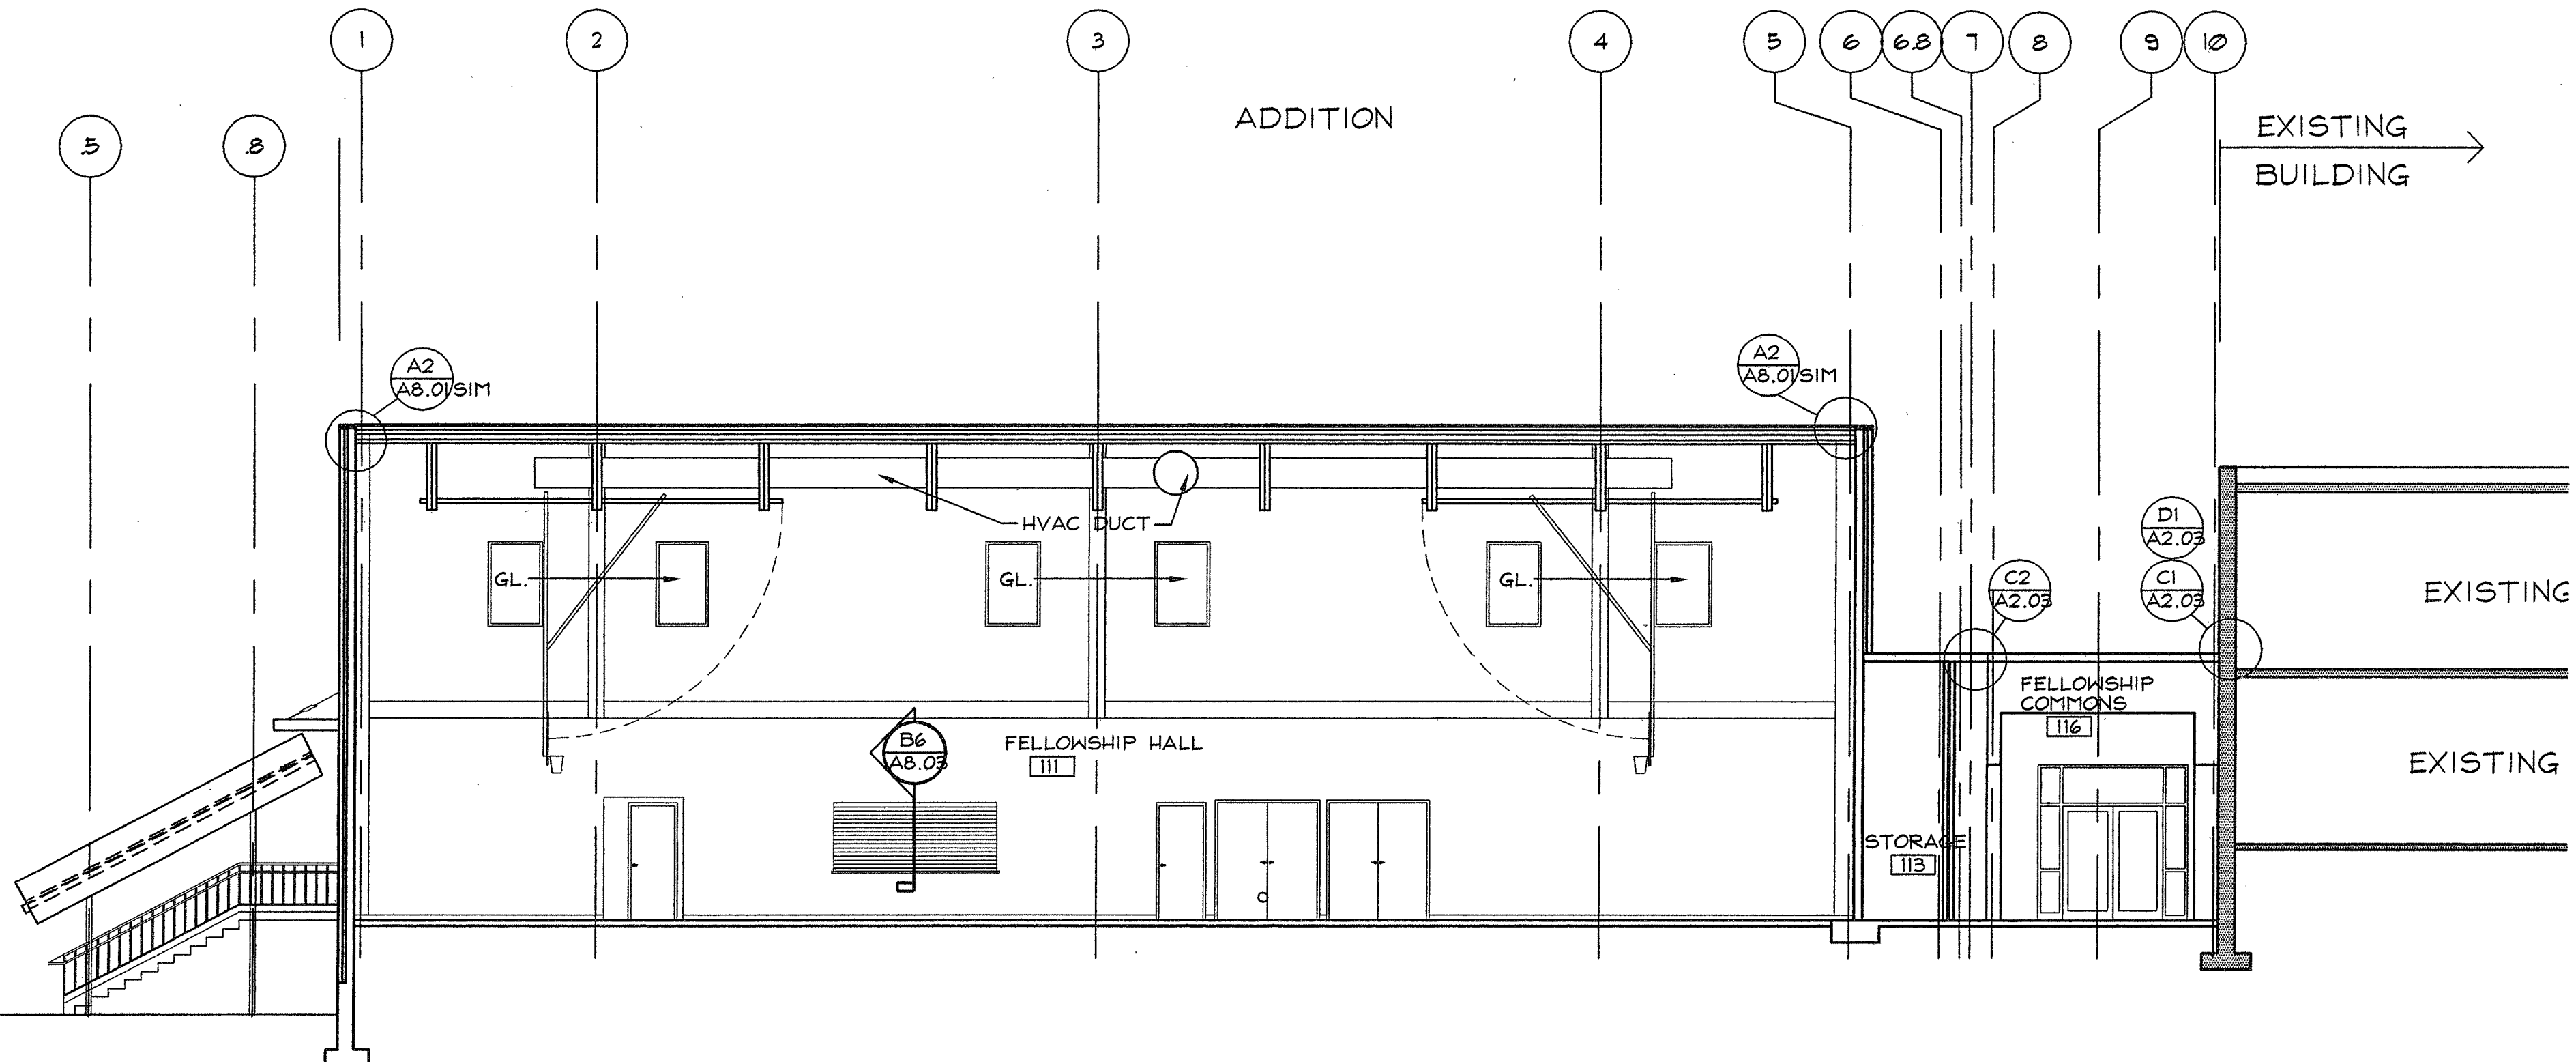 1
2
3
4
5
6
6.8
7
8
9
10
.5
.8
ADDITION
EXISTING
BUILDING
A2
A8.01 SIM
A2
A8.01 SIM
HVAC DUCT
D1
A2.03
GL.
GL.
GL.
C2
A2.03
C1
A2.03
EXISTING
FELLOWSHIP
COMMONS
116
B6
A8.03
FELLOWSHIP HALL
111
EXISTING
STORAGE
113